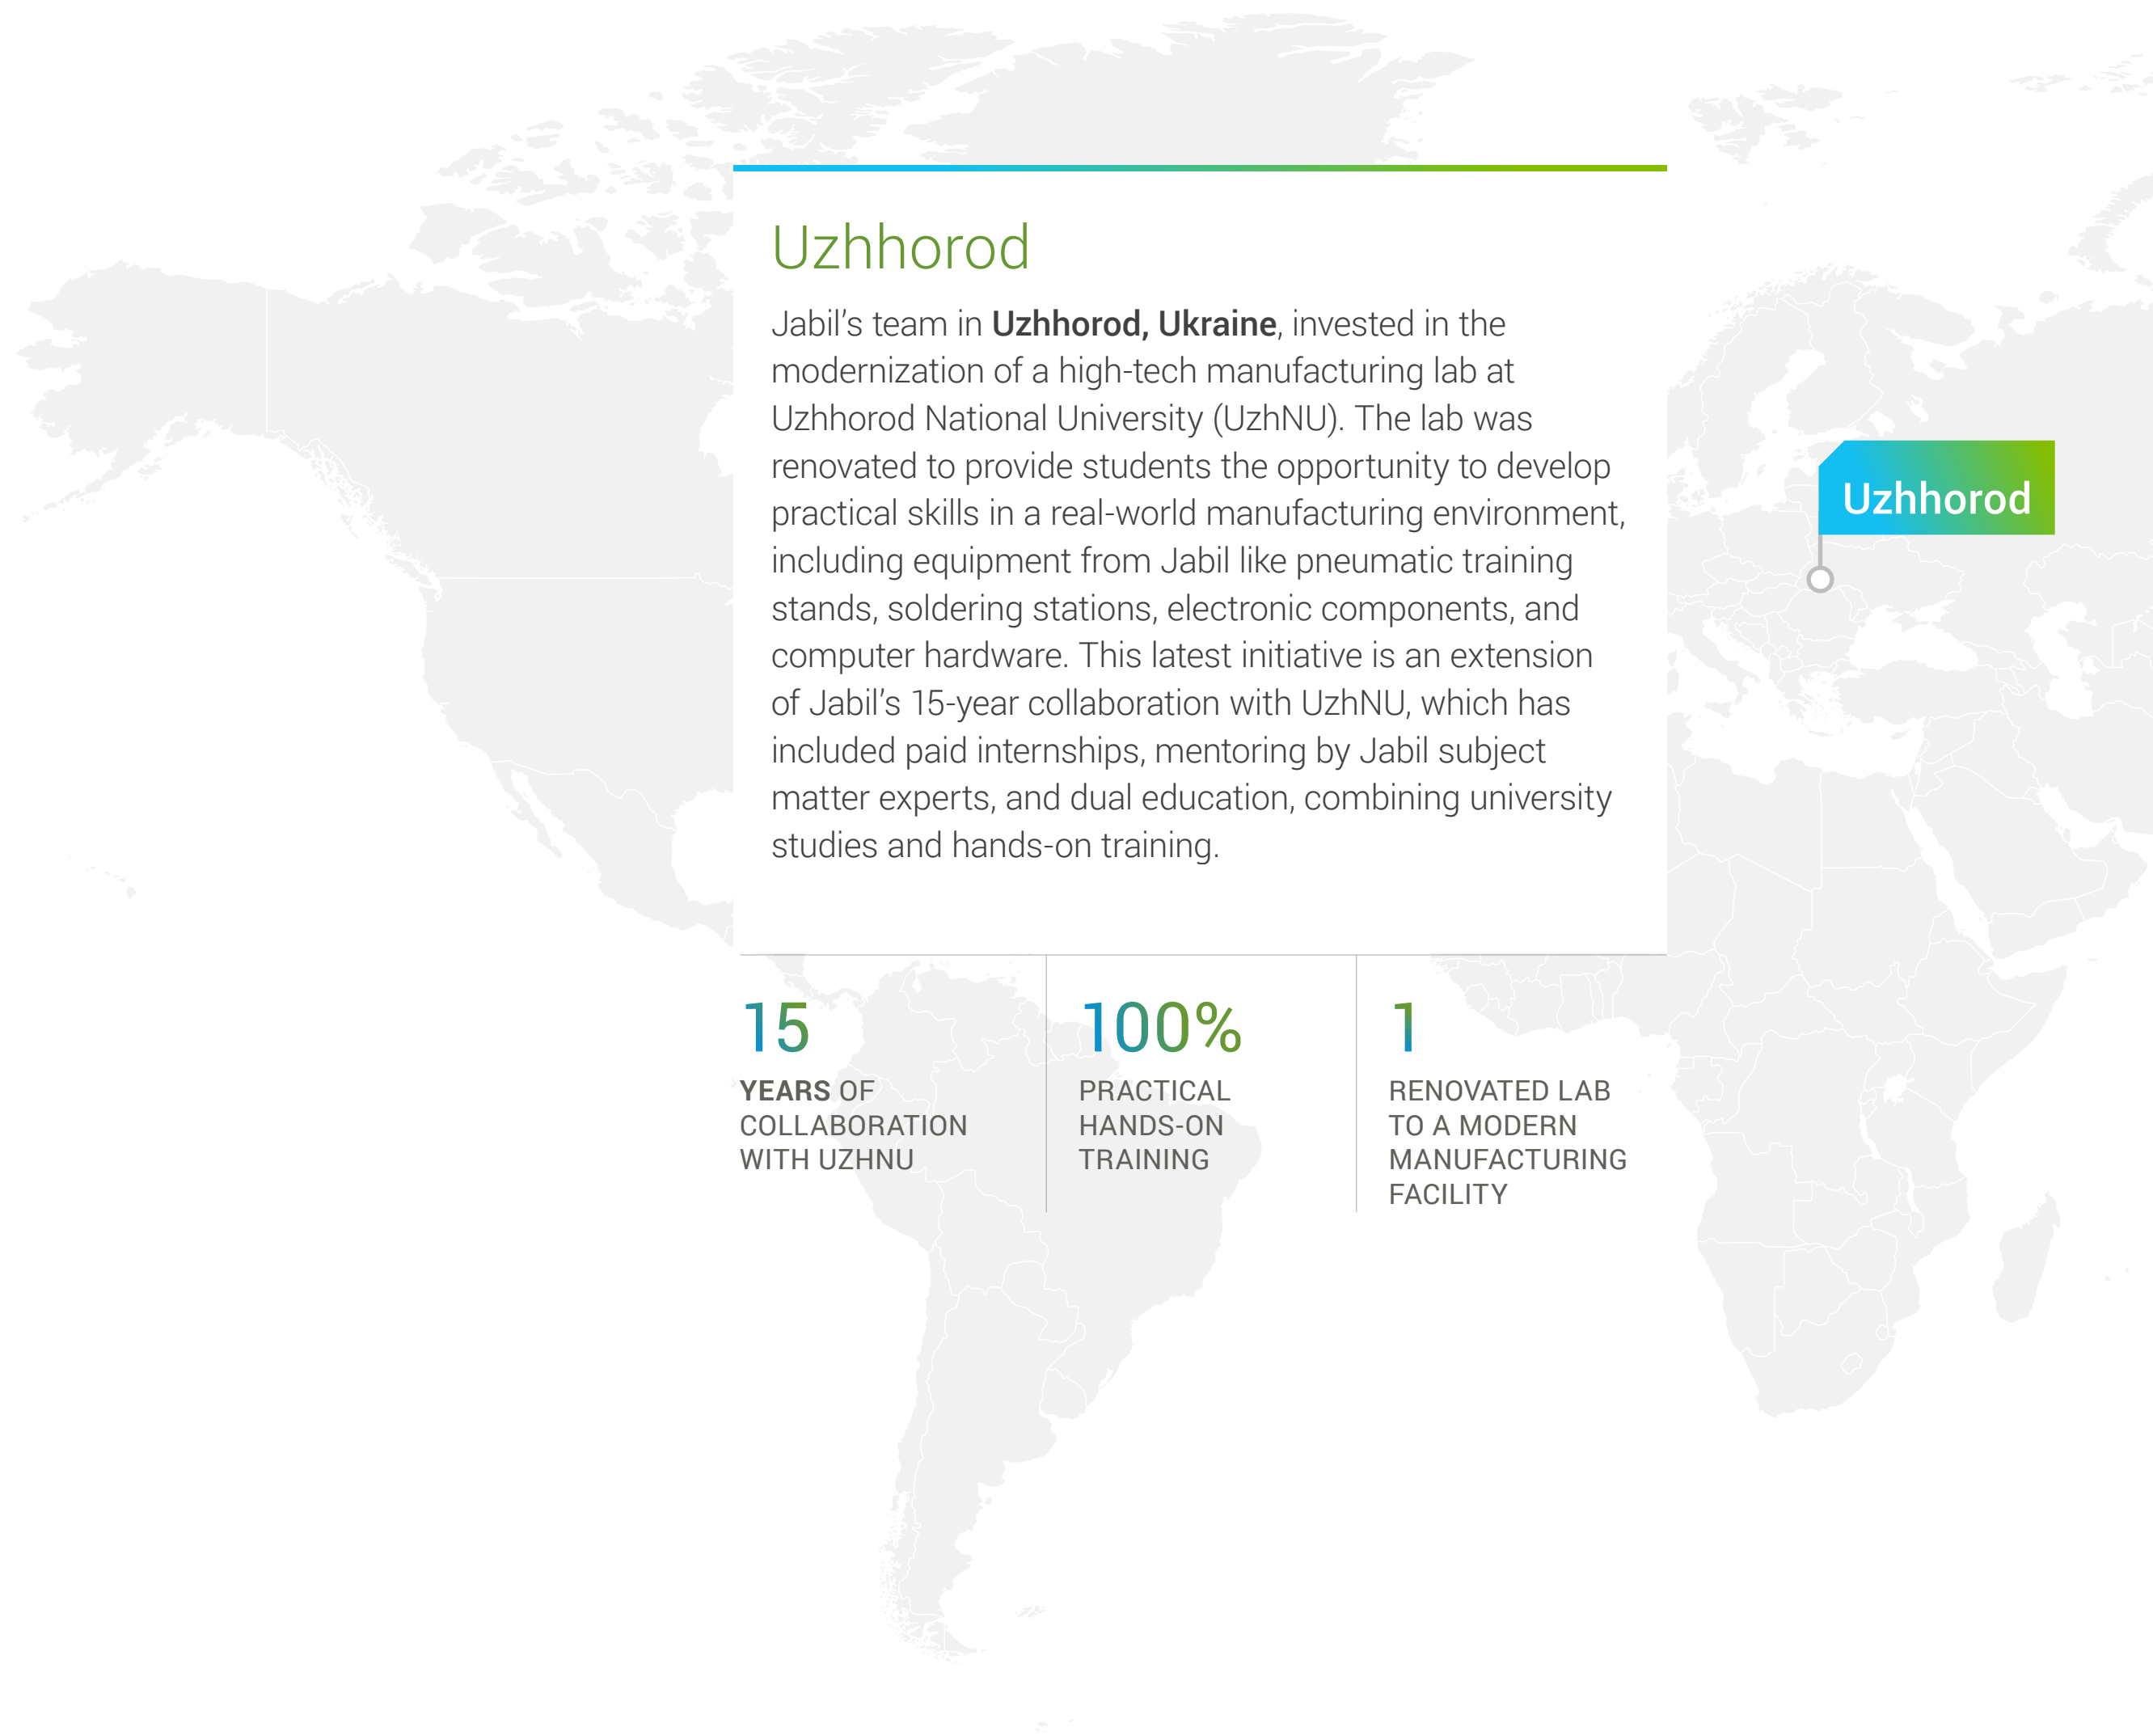 Uzhhorod
Jabil’s team in Uzhhorod, Ukraine, invested in the
modernization of a high-tech manufacturing lab at
Uzhhorod National University (UzhNU). The lab was
renovated to provide students the opportunity to develop
practical skills in a real-world manufacturing environment,
including equipment from Jabil like pneumatic training
stands, soldering stations, electronic components, and
computer hardware. This latest initiative is an extension
of Jabil’s 15-year collaboration with UzhNU, which has
included paid internships, mentoring by Jabil subject
matter experts, and dual education, combining university
studies and hands-on training.
Uzhhorod
15
YEARS OF
COLLABORATION
WITH UZHNU
100%
PRACTICAL
HANDS-ON
TRAINING
1
RENOVATED LAB
TO A MODERN
MANUFACTURING
FACILITY